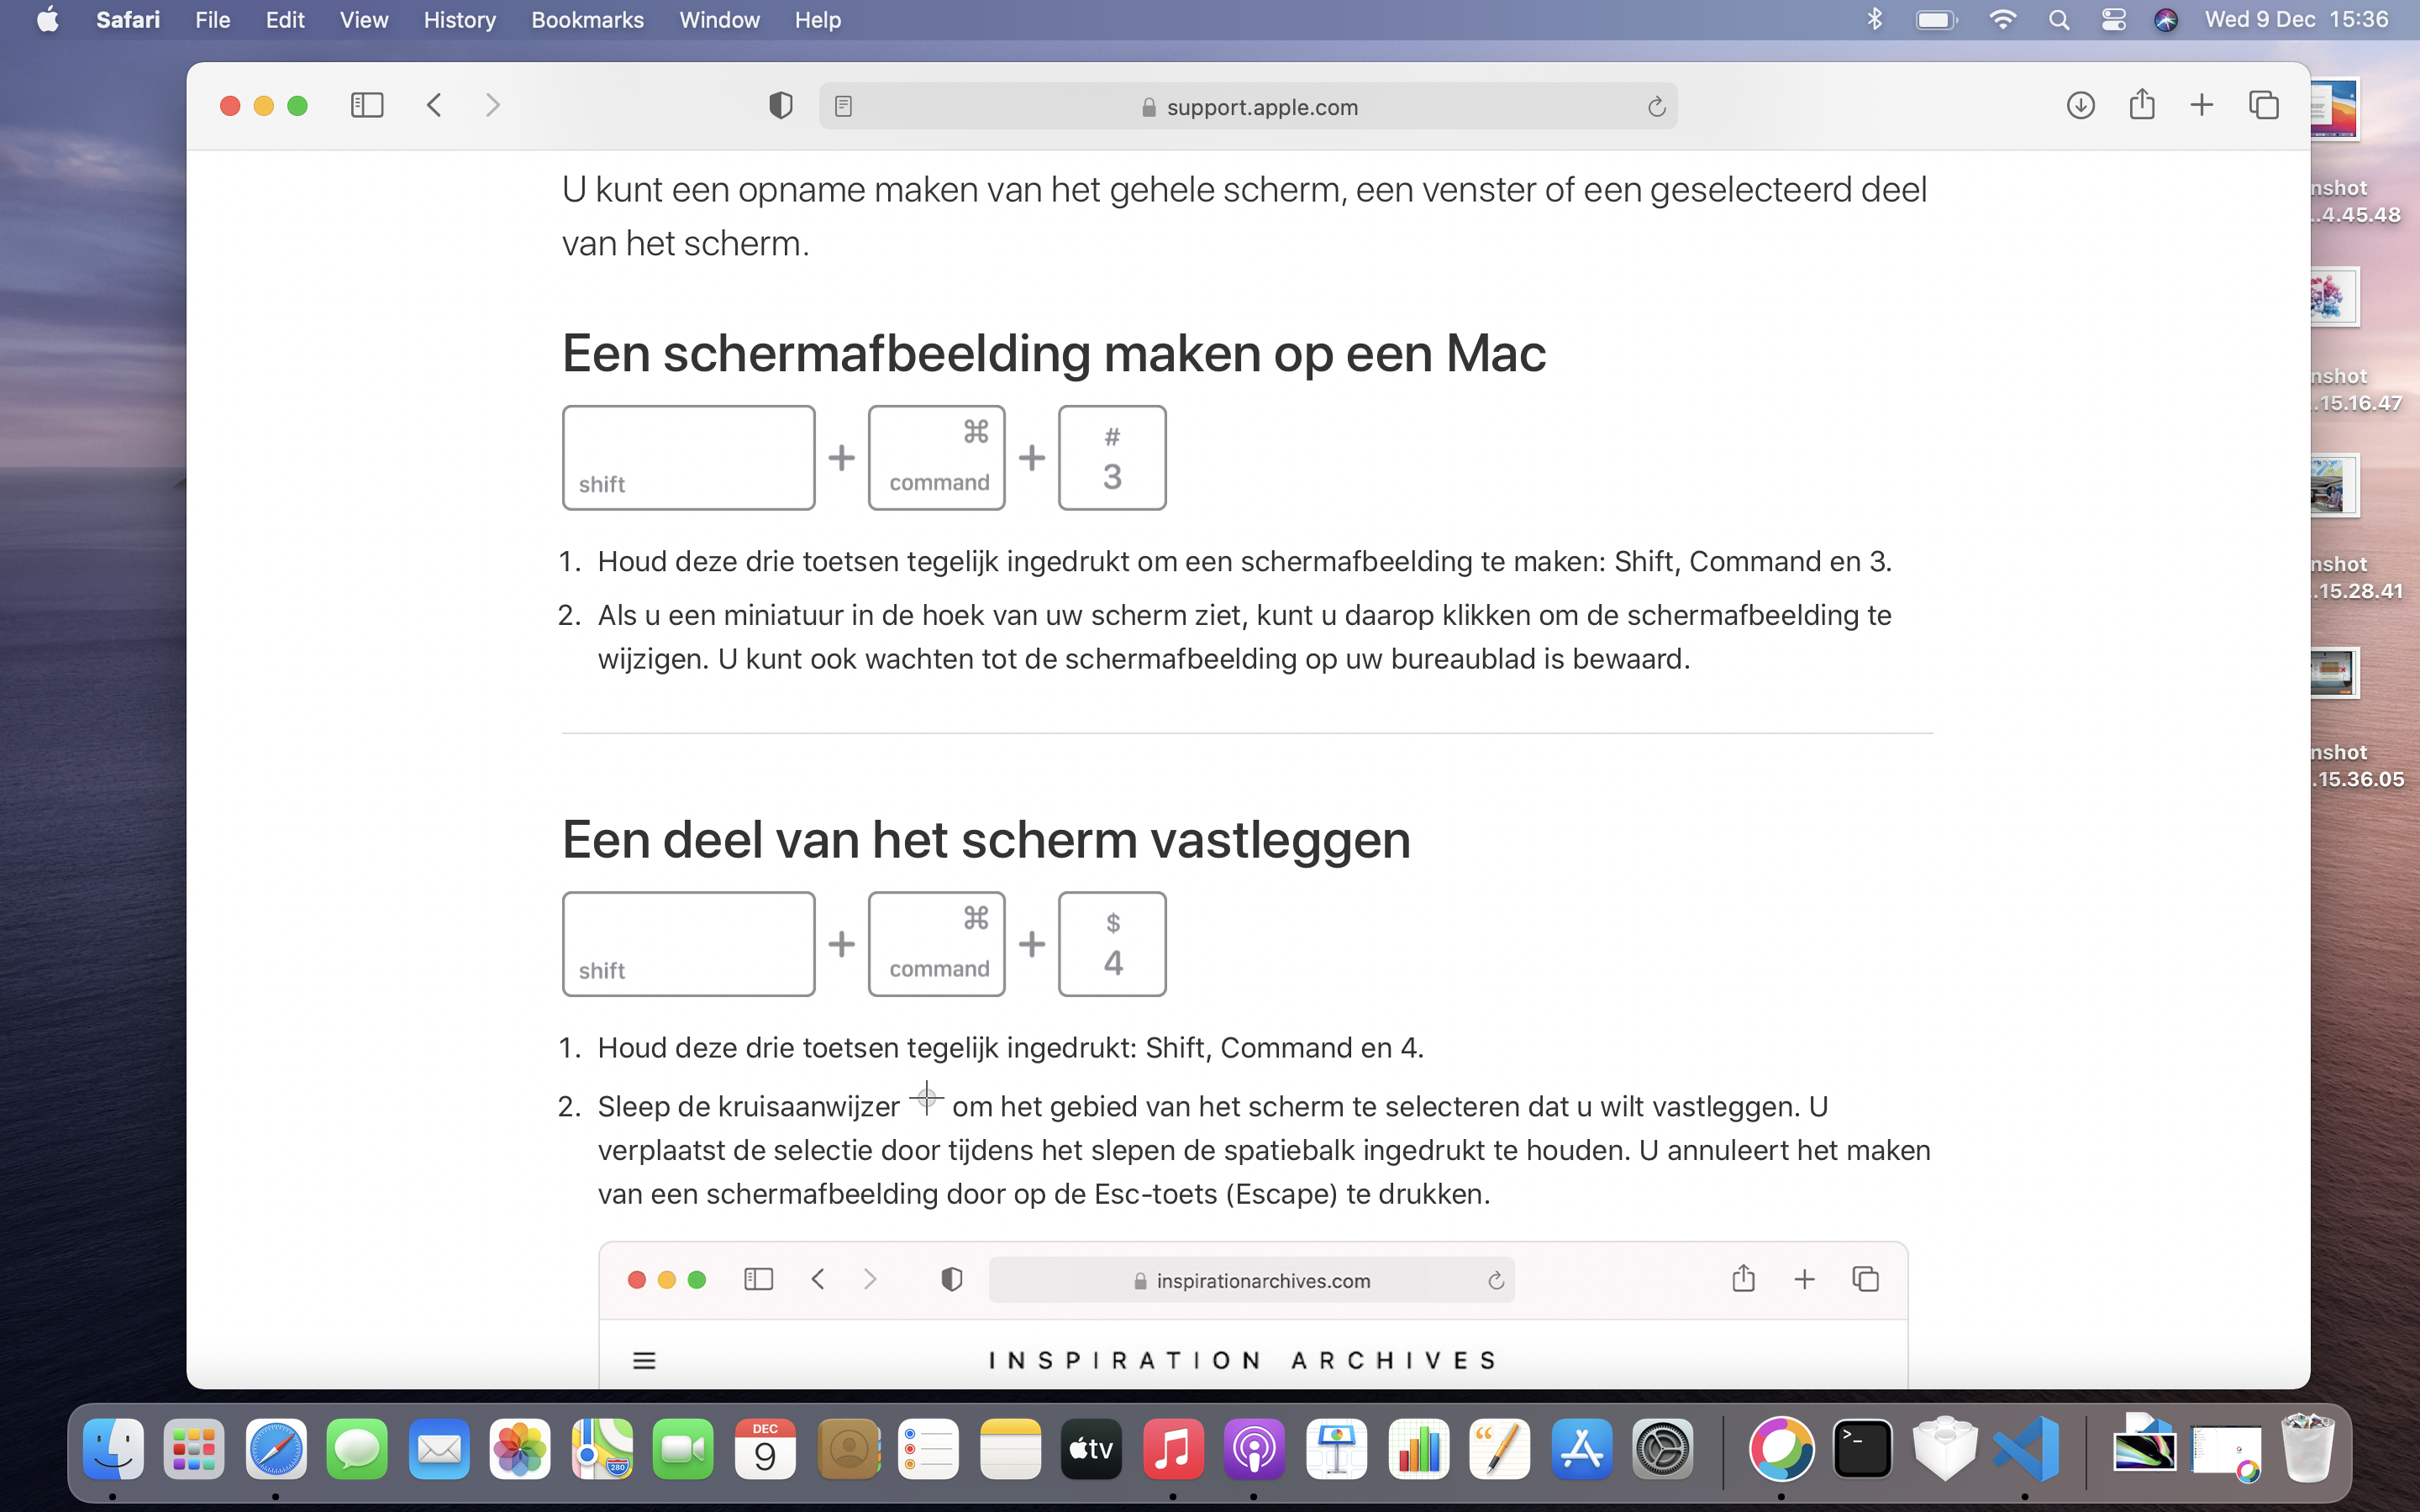 Safari File Edit View History Bookmarks Window Help Wed 9 Dec 15:36
support.apple.com
U kunt een opname maken van het gehele scherm, een venster of een geselecteerd deel
van het scherm.
Een schermafbeelding maken op een Mac
shift + ⌘ command + # 3
1. Houd deze drie toetsen tegelijk ingedrukt om een schermafbeelding te maken: Shift, Command en 3.
2. Als u een miniatuur in de hoek van uw scherm ziet, kunt u daarop klikken om de schermafbeelding te
wijzigen. U kunt ook wachten tot de schermafbeelding op uw bureaublad is bewaard.
Een deel van het scherm vastleggen
shift + ⌘ command + $ 4
1. Houd deze drie toetsen tegelijk ingedrukt: Shift, Command en 4.
2. Sleep de kruisaanwijzer om het gebied van het scherm te selecteren dat u wilt vastleggen. U
verplaatst de selectie door tijdens het slepen de spatiebalk ingedrukt te houden. U annuleert het maken
van een schermafbeelding door op de Esc-toets (Escape) te drukken.
inspirationarchives.com
INSPIRATION ARCHIVES
nshot
...4.45.48
nshot
..15.16.47
nshot
.15.28.41
nshot
.15.36.05
280
DEC
9
tv
>_